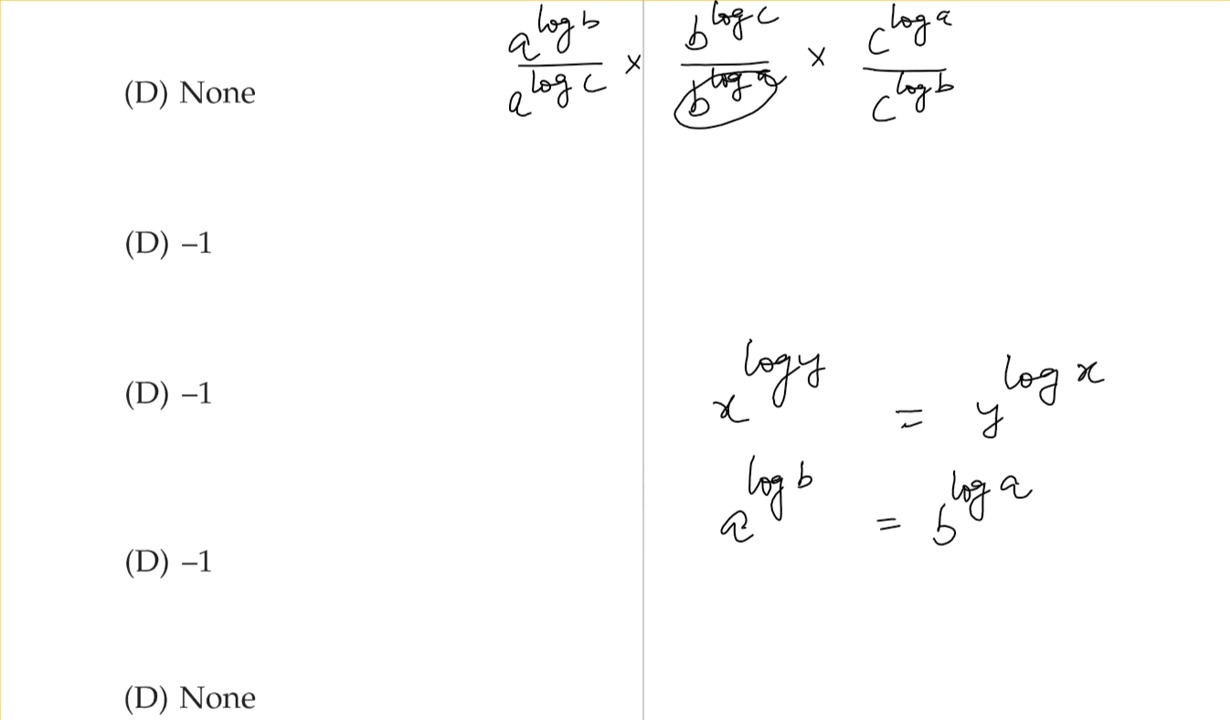 a^log b / a^log c × b^log c / b^log a × c^log a / c^log b
(D) None
(D) –1
(D) –1
x^log y = y^log x
a^log b = b^log a
(D) –1
(D) None